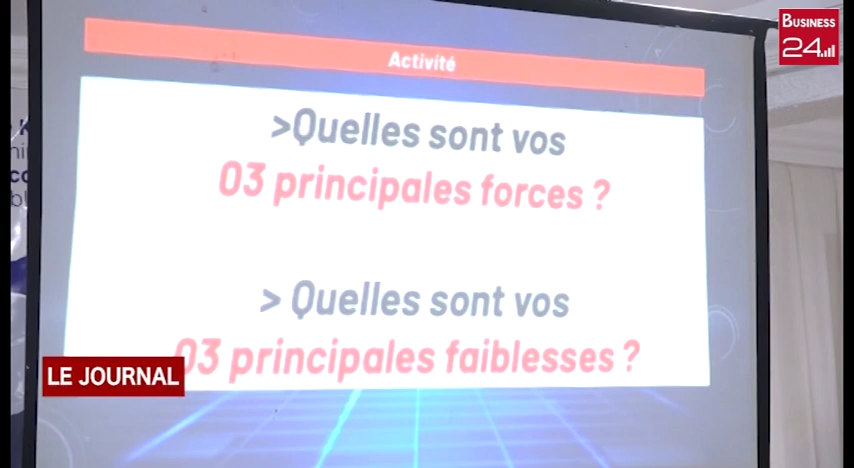 BUSINESS
24
Activité
>Quelles sont vos
03 principales forces ?
> Quelles sont vos
03 principales faiblesses ?
LE JOURNAL